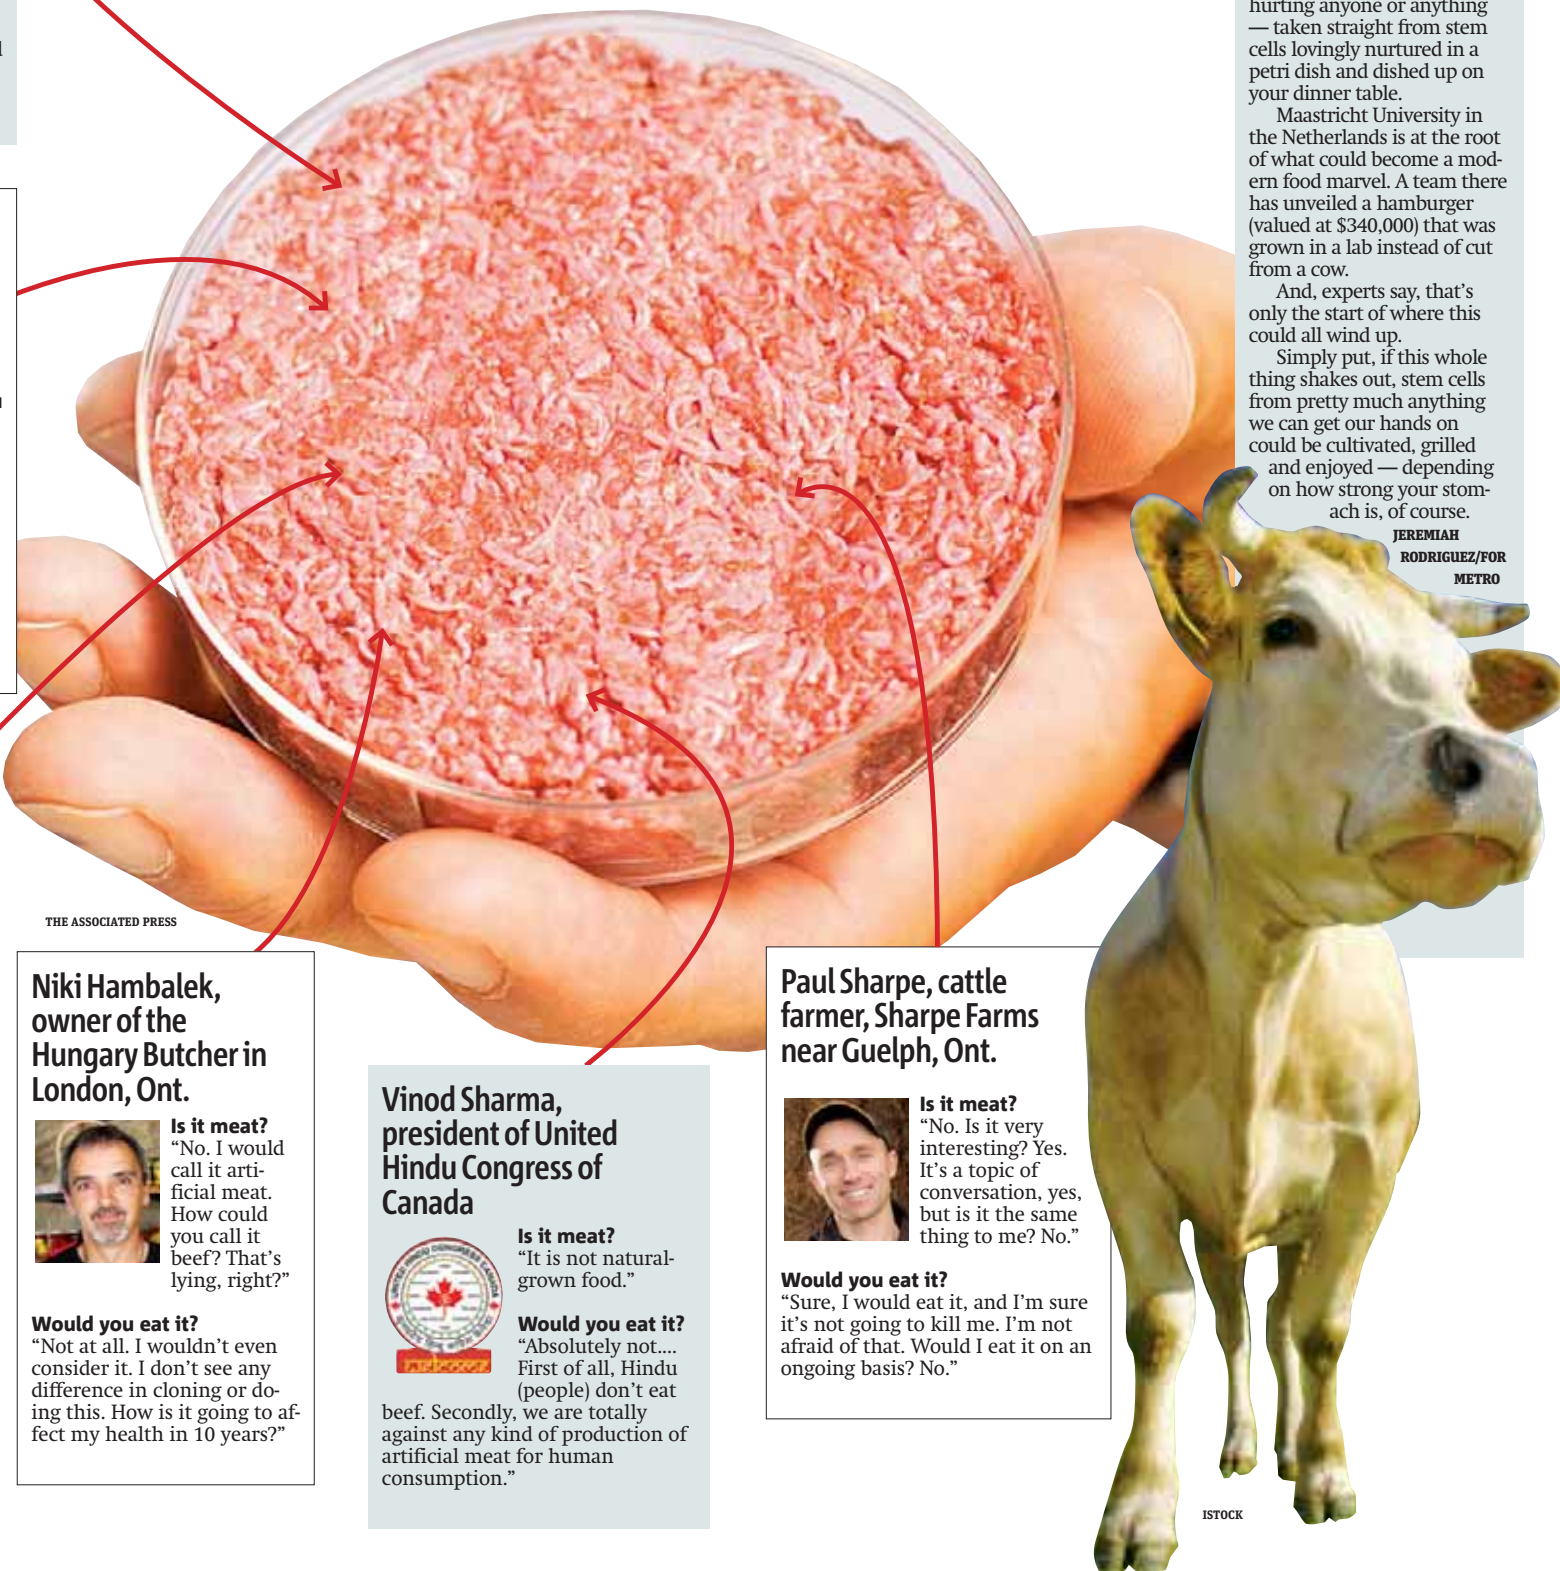 hurting anyone or anything
— taken straight from stem
cells lovingly nurtured in a
petri dish and dished up on
your dinner table.
Maastricht University in
the Netherlands is at the root
of what could become a mod-
ern food marvel. A team there
has unveiled a hamburger
(valued at $340,000) that was
grown in a lab instead of cut
from a cow.
And, experts say, that's
only the start of where this
could all wind up.
Simply put, if this whole
thing shakes out, stem cells
from pretty much anything
we can get our hands on
could be cultivated, grilled
and enjoyed — depending
on how strong your stom-
ach is, of course.
JEREMIAH
RODRIGUEZ/FOR
METRO
THE ASSOCIATED PRESS
Niki Hambalek,
owner of the
Hungary Butcher in
London, Ont.
Is it meat?
“No. I would
call it arti-
ficial meat.
How could
you call it
beef? That's
lying, right?”
Would you eat it?
“Not at all. I wouldn't even
consider it. I don't see any
difference in cloning or do-
ing this. How is it going to af-
fect my health in 10 years?”
Vinod Sharma,
president of United
Hindu Congress of
Canada
Is it meat?
“It is not natural-
grown food.”
Would you eat it?
“Absolutely not....
First of all, Hindu
(people) don't eat
beef. Secondly, we are totally
against any kind of production of
artificial meat for human
consumption.”
UNITED HINDU CONGRESS CANADA
Paul Sharpe, cattle
farmer, Sharpe Farms
near Guelph, Ont.
Is it meat?
“No. Is it very
interesting? Yes.
It's a topic of
conversation, yes,
but is it the same
thing to me? No.”
Would you eat it?
“Sure, I would eat it, and I'm sure
it's not going to kill me. I'm not
afraid of that. Would I eat it on an
ongoing basis? No.”
ISTOCK